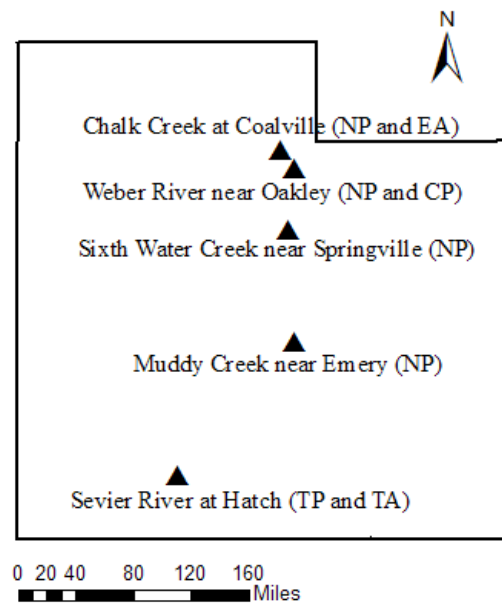 N
Chalk Creek at Coalville (NP and EA)
Weber River near Oakley (NP and CP)
Sixth Water Creek near Springville (NP)
Muddy Creek near Emery (NP)
Sevier River at Hatch (TP and TA)
0 20 40 80 120 160
Miles